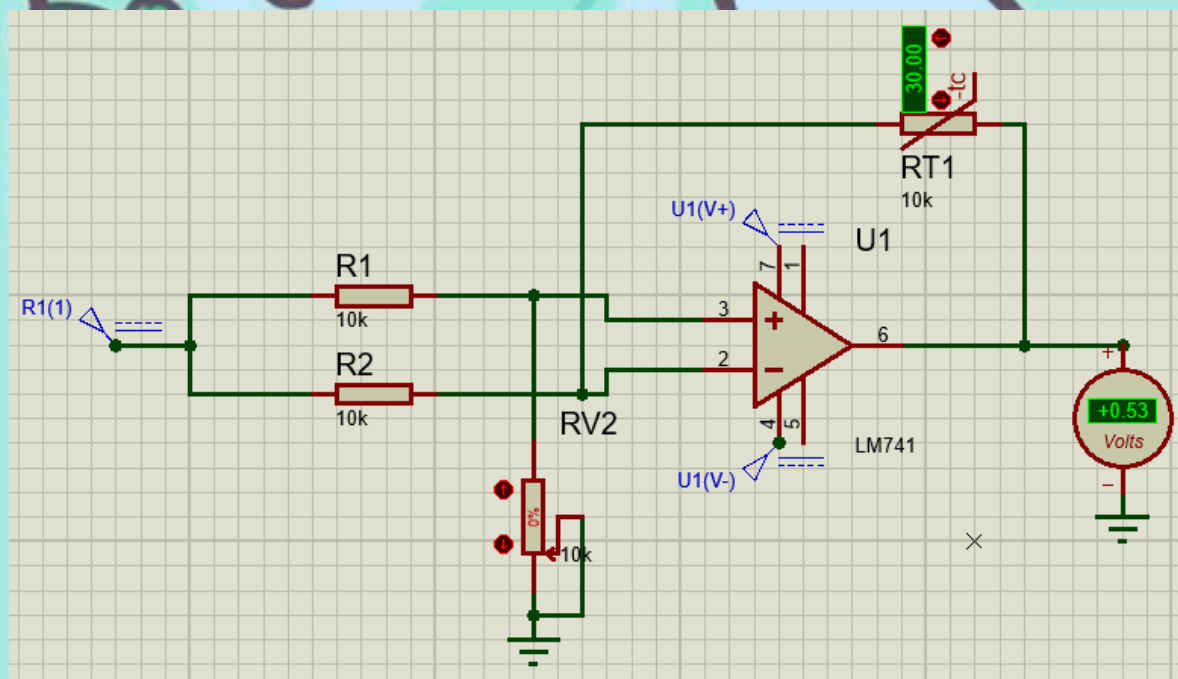 30.00
-tc
RT1
10k
U1(V+)
U1
7
1
R1
10k
R1(1)
3
+
6
2
−
R2
10k
+
+0.53
Volts
−
RV2
4
5
LM741
U1(V-)
0%
10k